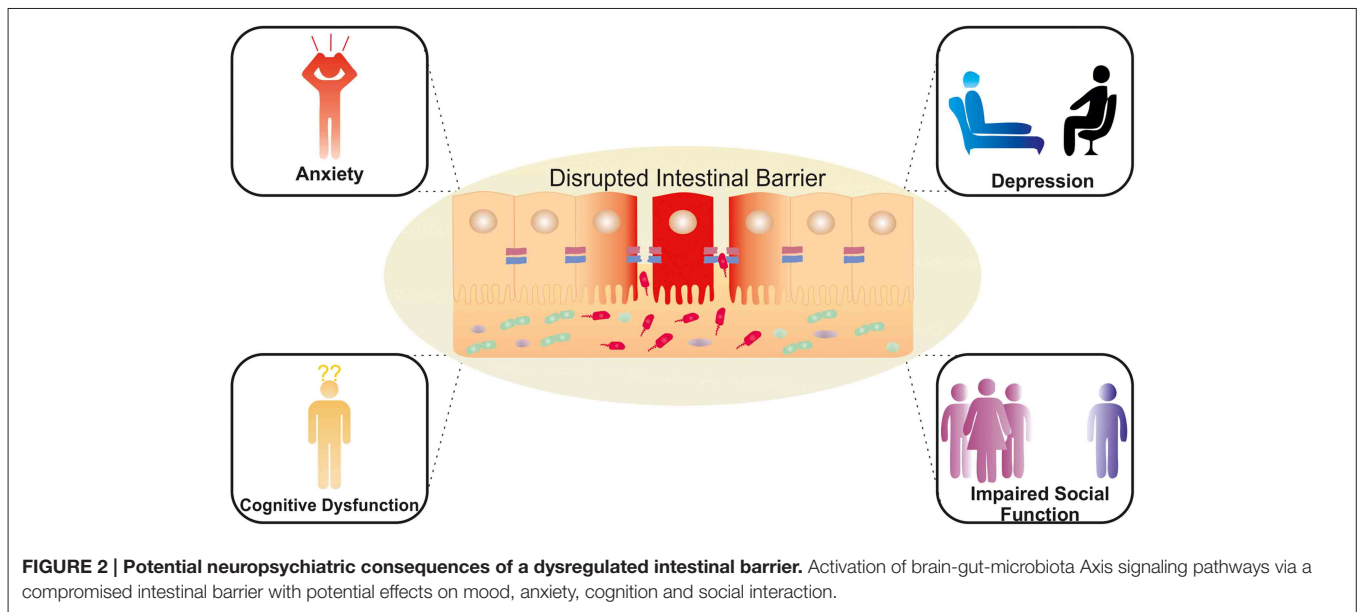 Anxiety
Depression
Disrupted Intestinal Barrier
??
Cognitive Dysfunction
Impaired Social
Function
FIGURE 2 | Potential neuropsychiatric consequences of a dysregulated intestinal barrier. Activation of brain-gut-microbiota Axis signaling pathways via a
compromised intestinal barrier with potential effects on mood, anxiety, cognition and social interaction.